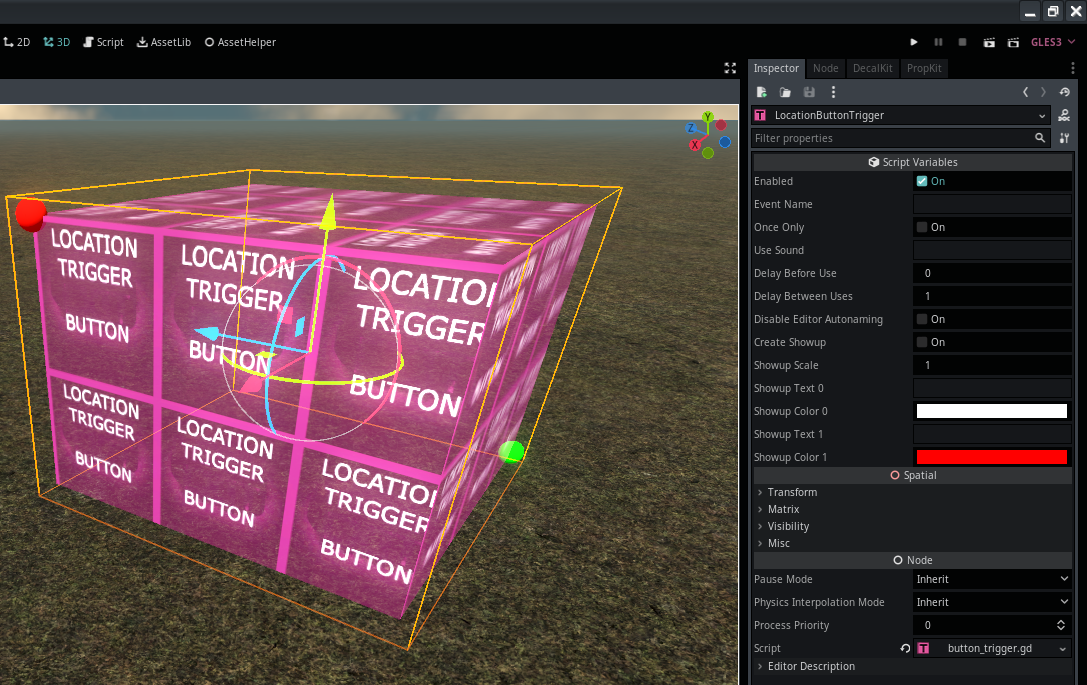 2D 3D Script AssetLib AssetHelper GLES3
Inspector Node DecalKit PropKit
LocationButtonTrigger
Filter properties
Script Variables
Enabled On
Event Name
Once Only On
Use Sound
Delay Before Use 0
Delay Between Uses 1
Disable Editor Autonaming On
Create Showup On
Showup Scale 1
Showup Text 0
Showup Color 0
Showup Text 1
Showup Color 1
Spatial
Transform
Matrix
Visibility
Misc
Node
Pause Mode Inherit
Physics Interpolation Mode Inherit
Process Priority 0
Script button_trigger.gd
Editor Description
Y
Z
X
LOCATION
TRIGGER
BUTTON
LOCATION
TRIGGER
BUTTON
LOCATIO
TRIGGER
BUTTON
LOCATION
TRIGGER
BUTTON
LOCATION
TRIGGER
BUTTON
LOCATIO
TRIGGER
BUTTON